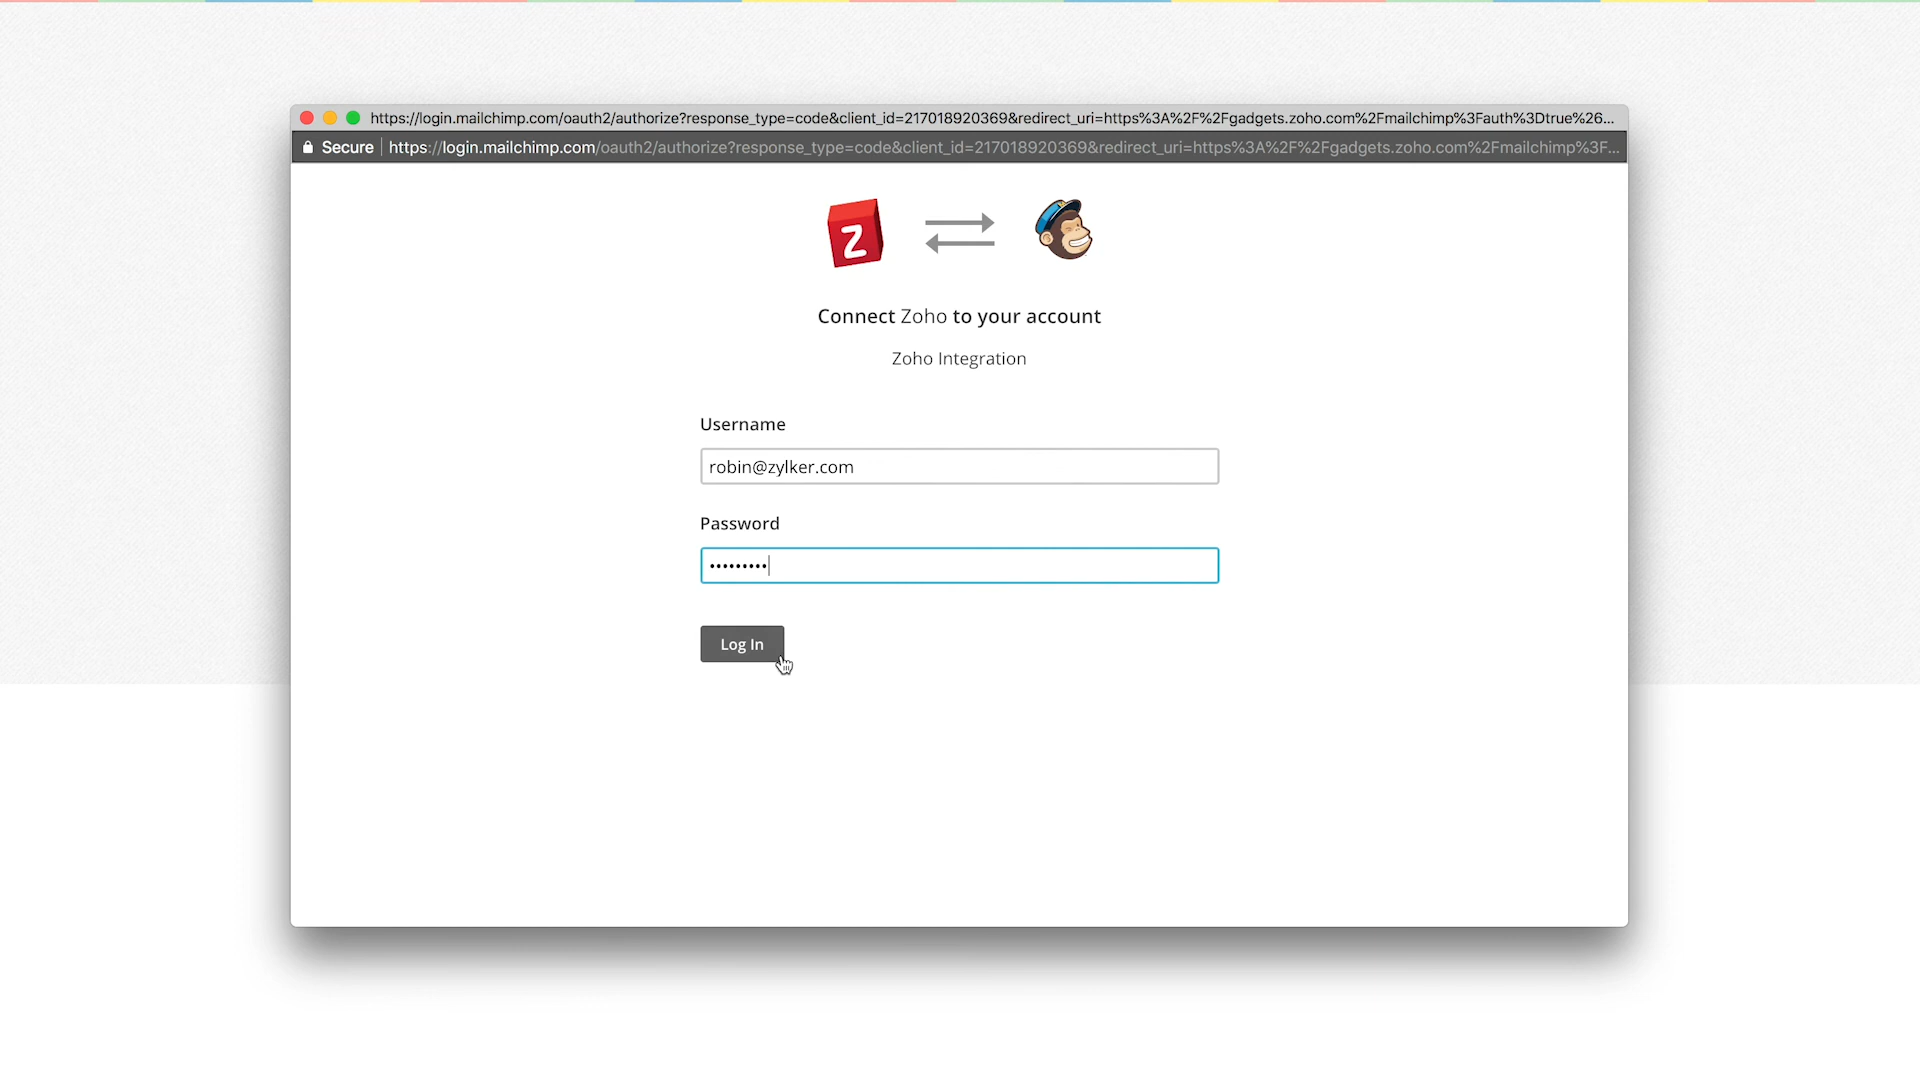 https://login.mailchimp.com/oauth2/authorize?response_type=code&client_id=217018920369&redirect_uri=https%3A%2F%2Fgadgets.zoho.com%2Fmailchimp%3Fauth%3Dtrue%26...
Secure https://login.mailchimp.com/oauth2/authorize?response_type=code&client_id=217018920369&redirect_uri=https%3A%2F%2Fgadgets.zoho.com%2Fmailchimp%3F...
Z
Connect Zoho to your account
Zoho Integration
Username
robin@zylker.com
Password
•••••••••
Log In